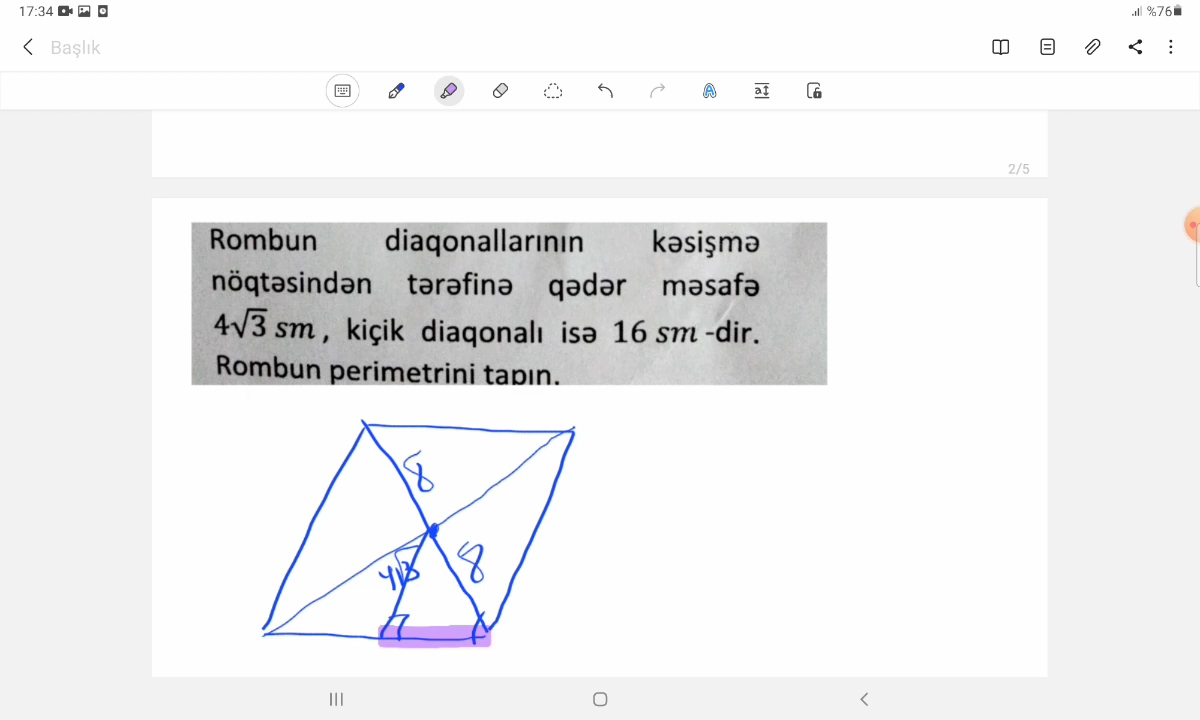 17:34 %76
Başlık
2/5
Rombun diaqonallarının kəsişmə
nöqtəsindən tərəfinə qədər məsafə
4√3 sm, kiçik diaqonalı isə 16 sm -dir.
Rombun perimetrini tapın.
8
4√3 8